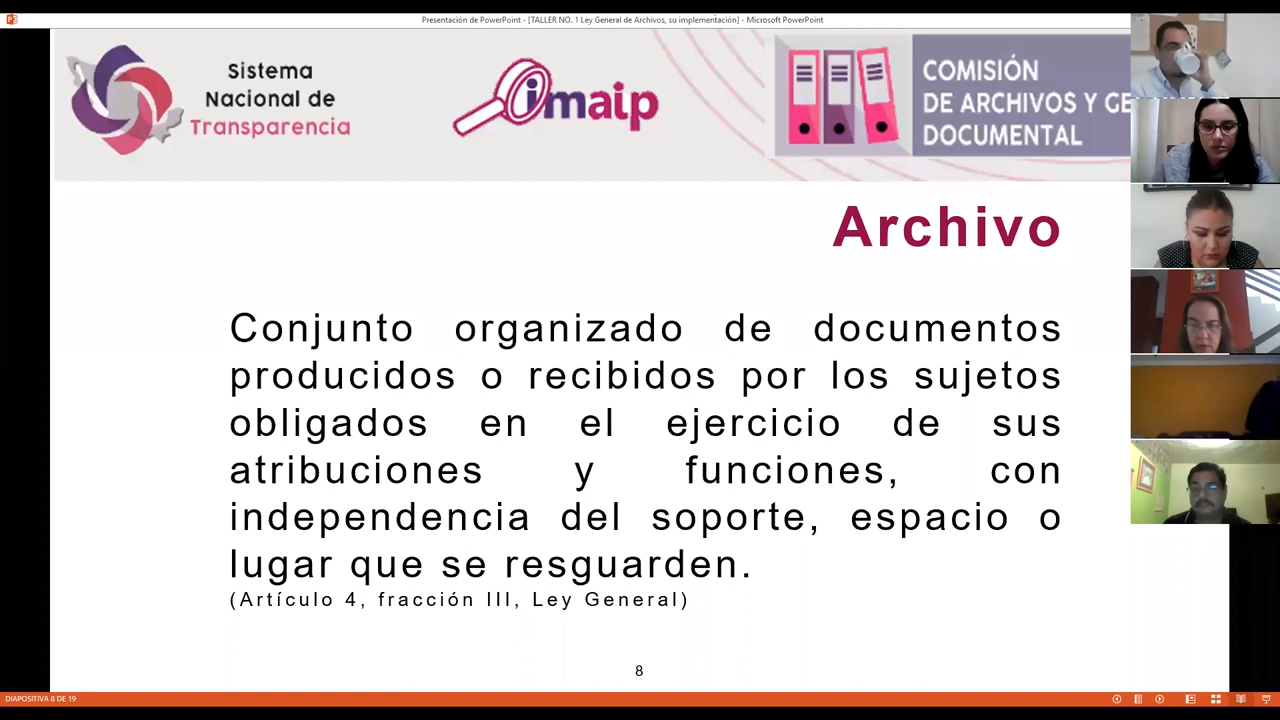 Presentación de PowerPoint - [TALLER NO. 1 Ley General de Archivos, su implementación] - Microsoft PowerPoint
Sistema
Nacional de
Transparencia
imaip
COMISIÓN
DE ARCHIVOS Y GE
DOCUMENTAL
Archivo
Conjunto organizado de documentos
producidos o recibidos por los sujetos
obligados en el ejercicio de sus
atribuciones y funciones, con
independencia del soporte, espacio o
lugar que se resguarden.
(Artículo 4, fracción III, Ley General)
8
DIAPOSITIVA 8 DE 19